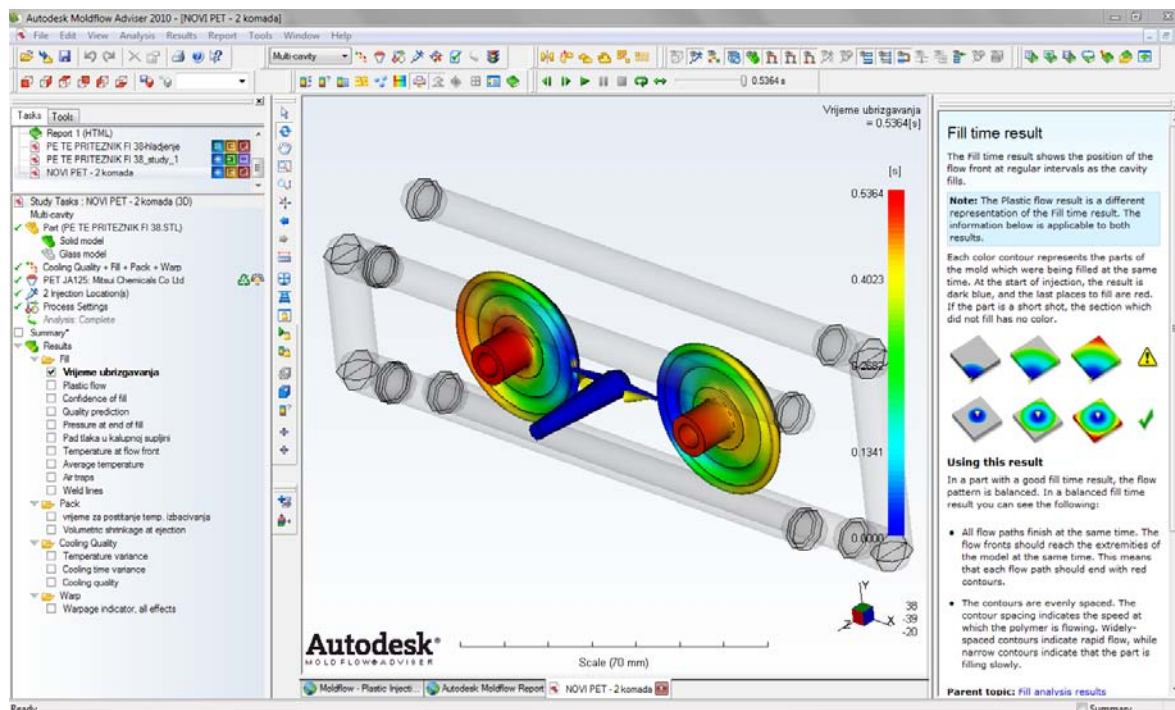 Autodesk Moldflow Adviser 2010 - [NOVI PET - 2 komada]
File Edit View Analysis Results Report Tools Window Help
Multi-cavity
0.5364 s
Tasks Tools
Report 1 (HTML)
PE TE PRITEZNIK FI 38-hladjenje
PE TE PRITEZNIK FI 38_study_1
NOVI PET - 2 komada
Study Tasks : NOVI PET - 2 komada (3D)
Multi-cavity
Part (PE TE PRITEZNIK FI 38.STL)
Solid model
Glass model
Cooling Quality + Fill + Pack + Warp
PET JA125: Mitsui Chemicals Co Ltd
2 Injection Location(s)
Process Settings
Analysis: Complete
Summary*
Results
Fill
Vrijeme ubrizgavanja
Plastic flow
Confidence of fill
Quality prediction
Pressure at end of fill
Pad tlaka u kalupnoj supljini
Temperature at flow front
Average temperature
Air traps
Weld lines
Pack
vrijeme za postitanje temp. izbacivanja
Volumetric shrinkage at ejection
Cooling Quality
Temperature variance
Cooling time variance
Cooling quality
Warp
Warpage indicator, all effects
Vrijeme ubrizgavanja
= 0.5364[s]
[s]
0.5364
0.4023
0.2682
0.1341
0.0000
Y
X
Z
38
-39
-20
Autodesk®
MOLDFLOW®ADVISER
Scale (70 mm)
Moldflow - Plastic Injecti... Autodesk Moldflow Report NOVI PET - 2 komada
Fill time result
The Fill time result shows the position of the
flow front at regular intervals as the cavity
fills.
Note: The Plastic flow result is a different
representation of the Fill time result. The
information below is applicable to both
results.
Each color contour represents the parts of
the mold which were being filled at the same
time. At the start of injection, the result is
dark blue, and the last places to fill are red.
If the part is a short shot, the section which
did not fill has no color.
Using this result
In a part with a good fill time result, the flow
pattern is balanced. In a balanced fill time
result you can see the following:
• All flow paths finish at the same time. The
flow fronts should reach the extremities of
the model at the same time. This means
that each flow path should end with red
contours.
• The contours are evenly spaced. The
contour spacing indicates the speed at
which the polymer is flowing. Widely-
spaced contours indicate rapid flow, while
narrow contours indicate that the part is
filling slowly.
Parent topic: Fill analysis results
Ready
Summary